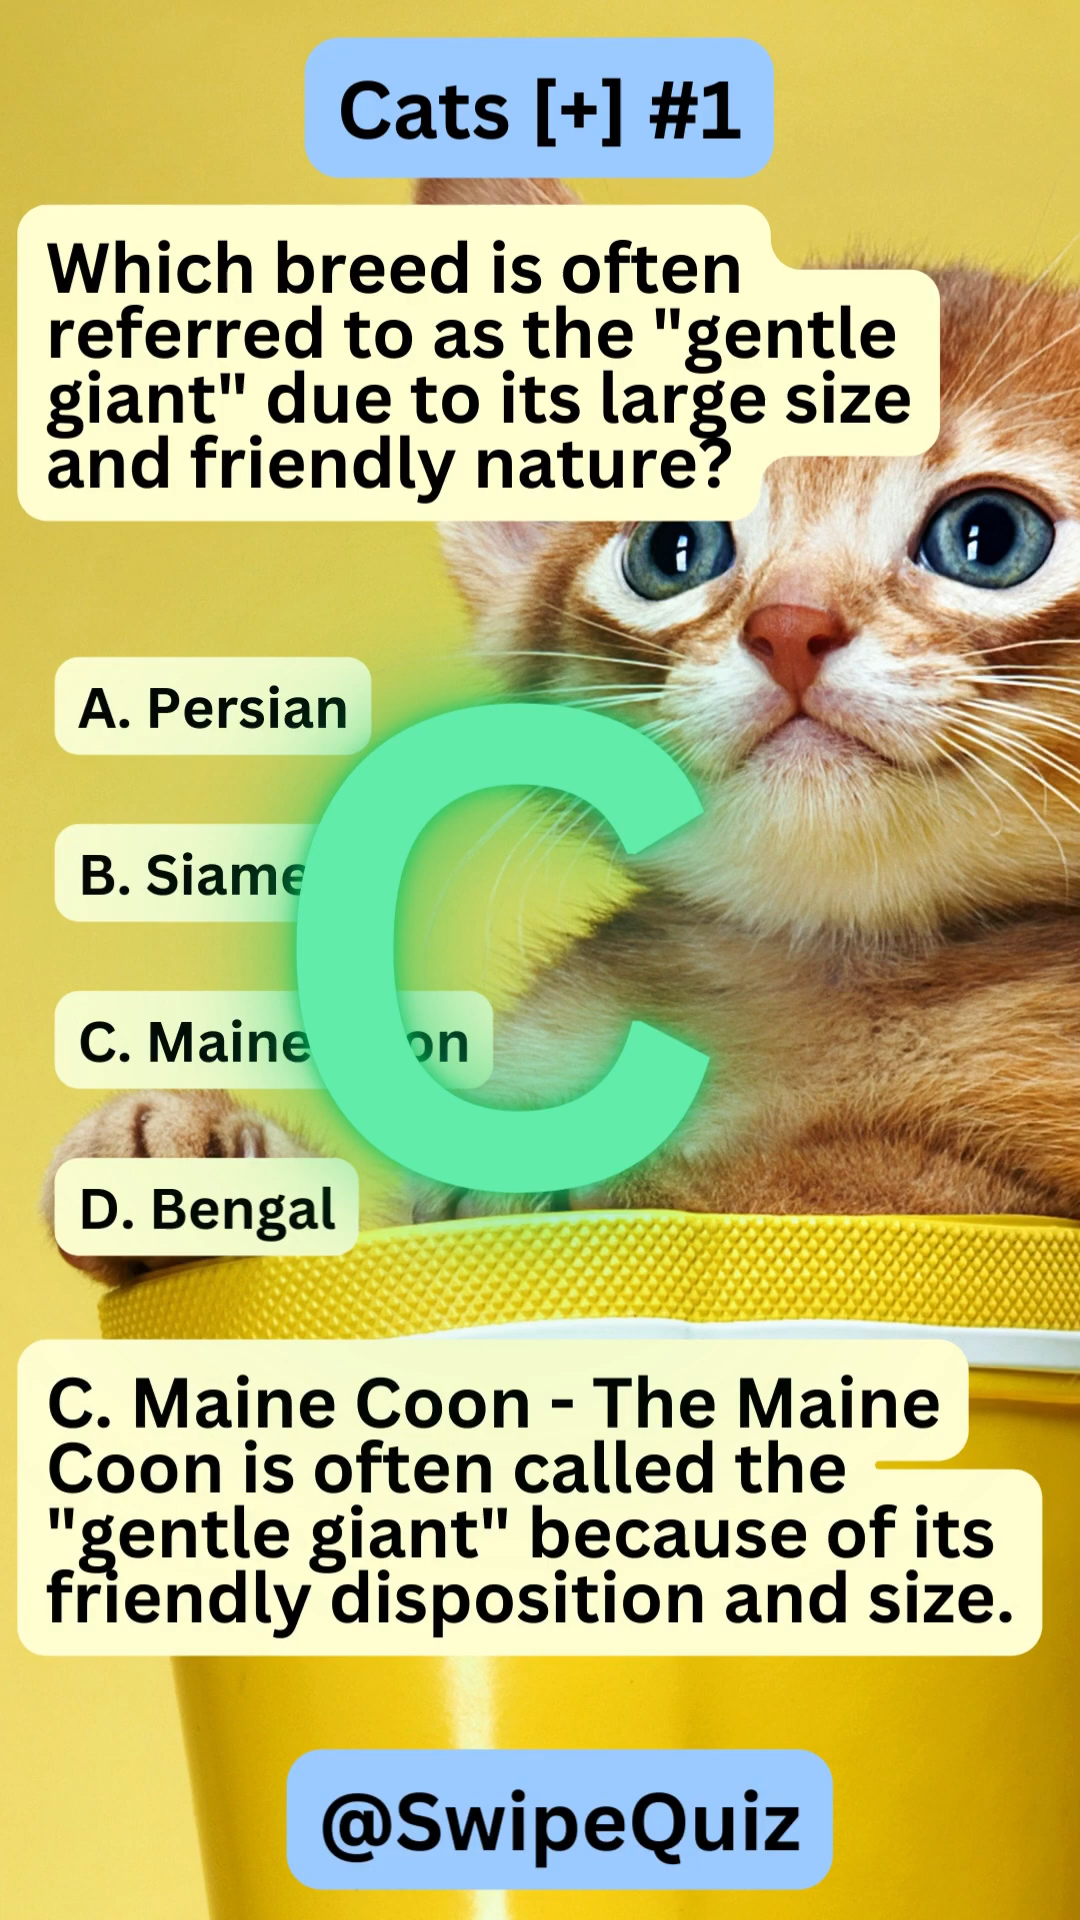 Cats [+] #1
Which breed is often
referred to as the "gentle
giant" due to its large size
and friendly nature?
A. Persian
B. Siame
C
C. Maine on
D. Bengal
C. Maine Coon - The Maine
Coon is often called the
"gentle giant" because of its
friendly disposition and size.
@SwipeQuiz